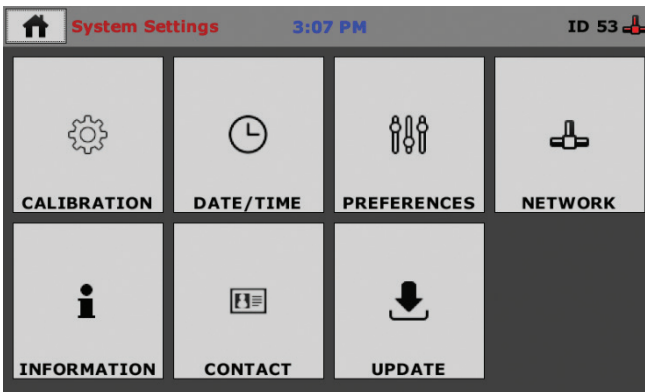 System Settings 3:07 PM ID 53
CALIBRATION DATE/TIME PREFERENCES NETWORK
INFORMATION CONTACT UPDATE